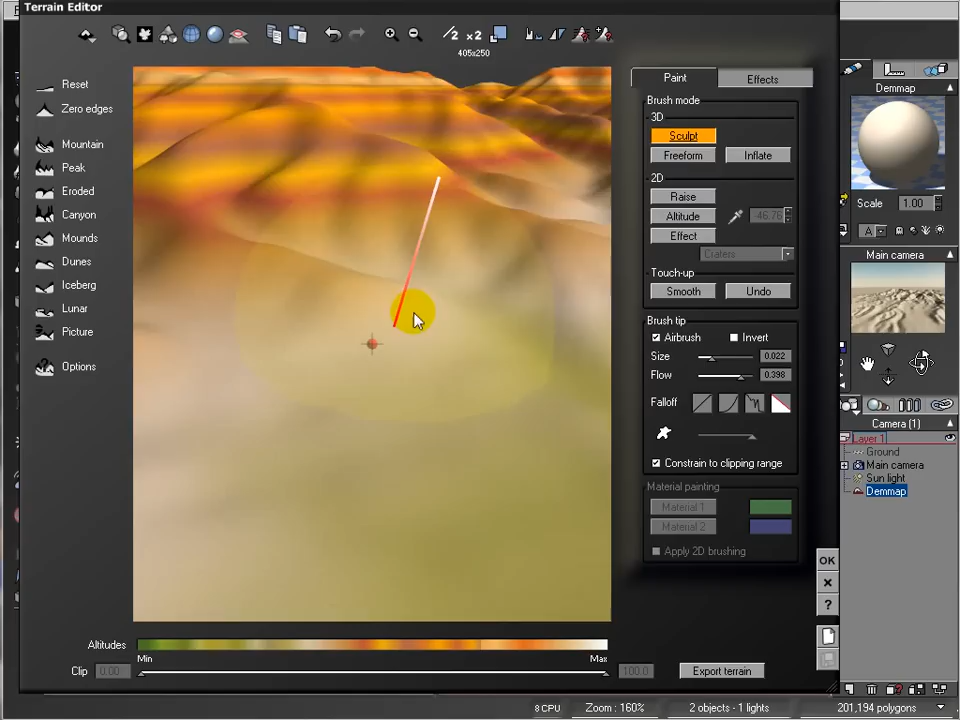 Terrain Editor
/2 x2
405x250
Reset
Zero edges
Mountain
Peak
Eroded
Canyon
Mounds
Dunes
Iceberg
Lunar
Picture
Options
Paint
Effects
Brush mode
3D
Sculpt
Freeform
Inflate
2D
Raise
Altitude
46.76
Effect
Craters
Touch-up
Smooth
Undo
Brush tip
Airbrush
Invert
Size
0.022
Flow
0.398
Falloff
Constrain to clipping range
Material painting
Material 1
Material 2
Apply 2D brushing
OK
?
Altitudes
Min
Max
Clip
0.00
100.0
Export terrain
Demmap
Scale
1.00
A
Main camera
Camera (1)
Layer 1
Ground
Main camera
Sun light
Demmap
8 CPU
Zoom : 160%
2 objects - 1 lights
201,194 polygons